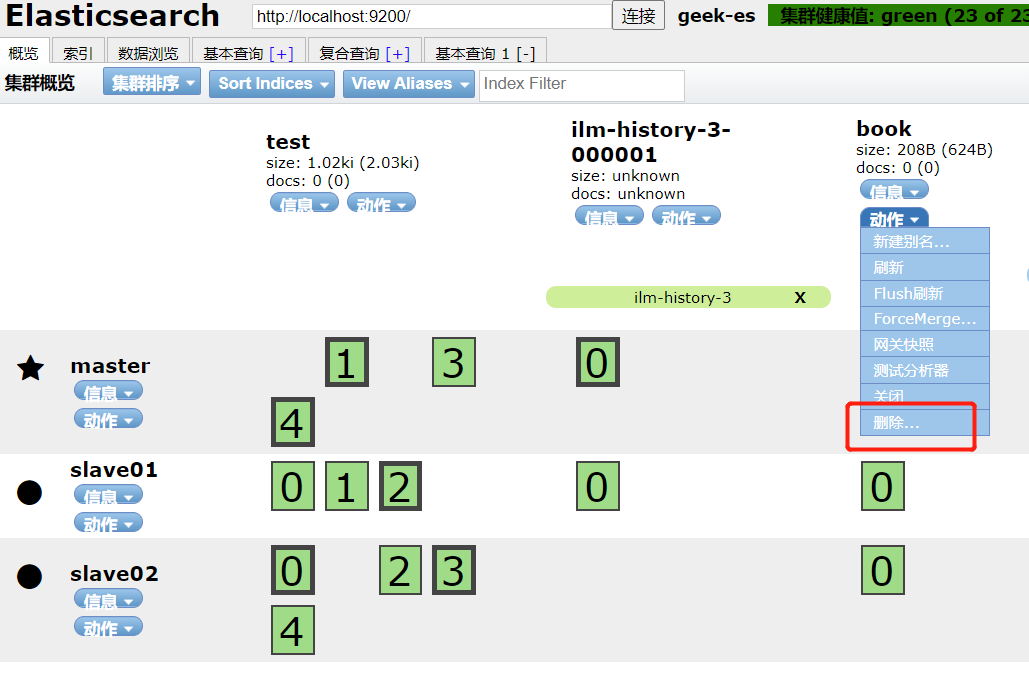 Elasticsearch http://localhost:9200/ 连接 geek-es 集群健康值: green (23 of 23
概览 索引 数据浏览 基本查询 [+] 复合查询 [+] 基本查询 1 [-]
集群概览 集群排序 Sort Indices View Aliases Index Filter
test
size: 1.02ki (2.03ki)
docs: 0 (0)
信息 动作
ilm-history-3-
000001
size: unknown
docs: unknown
信息 动作
book
size: 208B (624B)
docs: 0 (0)
信息
动作
新建别名...
刷新
Flush刷新
ForceMerge...
网关快照
测试分析器
关闭
删除...
ilm-history-3 X
master
信息
动作
1 3 0
4
slave01
信息
动作
0 1 2 0 0
slave02
信息
动作
0 2 3 0
4